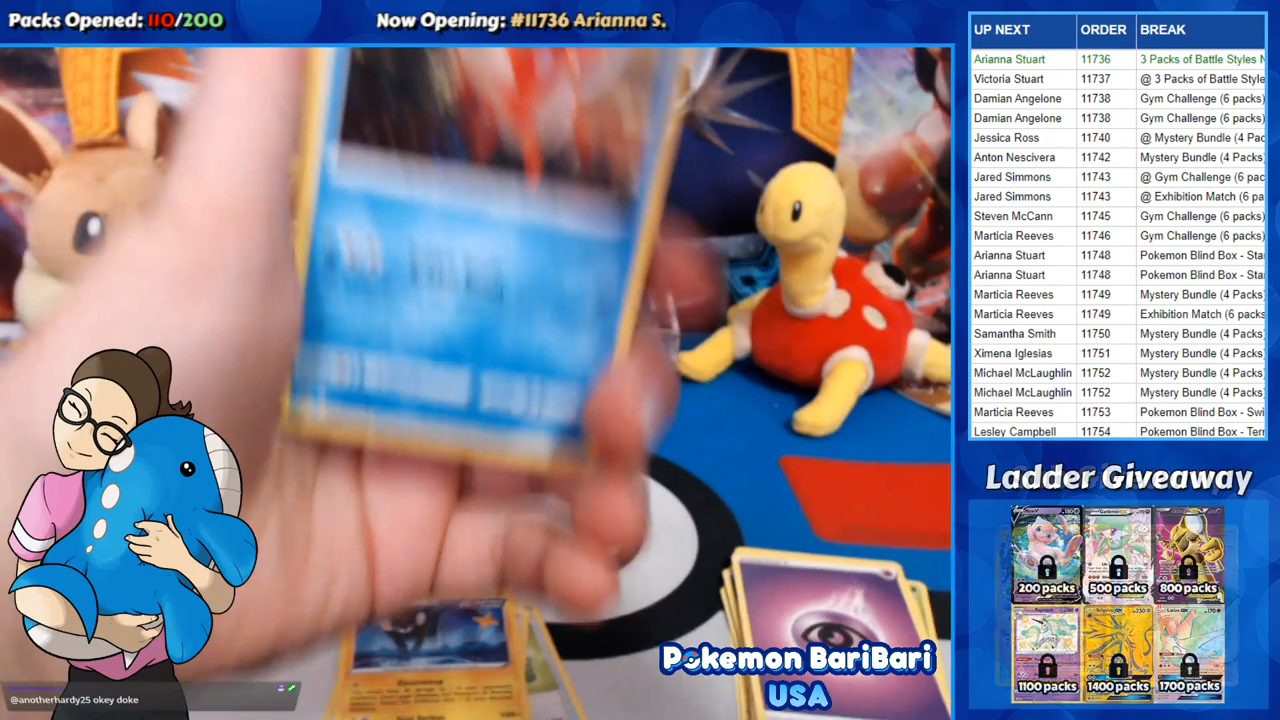 Packs Opened: 110/200
Now Opening: #11736 Arianna S.
UP NEXT ORDER BREAK
Arianna Stuart 11736 3 Packs of Battle Styles
Victoria Stuart 11737 @ 3 Packs of Battle Style
Damian Angelone 11738 Gym Challenge (6 packs)
Damian Angelone 11738 Gym Challenge (6 packs)
Jessica Ross 11740 @ Mystery Bundle (4 Pac
Anton Nescivera 11742 Mystery Bundle (4 Packs)
Jared Simmons 11743 @ Gym Challenge (6 pac
Jared Simmons 11743 @ Exhibition Match (6 pa
Steven McCann 11745 Gym Challenge (6 packs)
Marticia Reeves 11746 Gym Challenge (6 packs)
Arianna Stuart 11748 Pokemon Blind Box - Sta
Arianna Stuart 11748 Pokemon Blind Box - Sta
Marticia Reeves 11749 Mystery Bundle (4 Packs)
Marticia Reeves 11749 Exhibition Match (6 packs
Samantha Smith 11750 Mystery Bundle (4 Packs)
Ximena Iglesias 11751 Mystery Bundle (4 Packs)
Michael McLaughlin 11752 Mystery Bundle (4 Packs)
Michael McLaughlin 11752 Mystery Bundle (4 Packs)
Marticia Reeves 11753 Pokemon Blind Box - Swi
Lesley Campbell 11754 Pokemon Blind Box - Terr
Ladder Giveaway
200 packs 500 packs 800 packs
1100 packs 1400 packs 1700 packs
Pokemon BariBari
USA
@anotherhardy25 okey doke